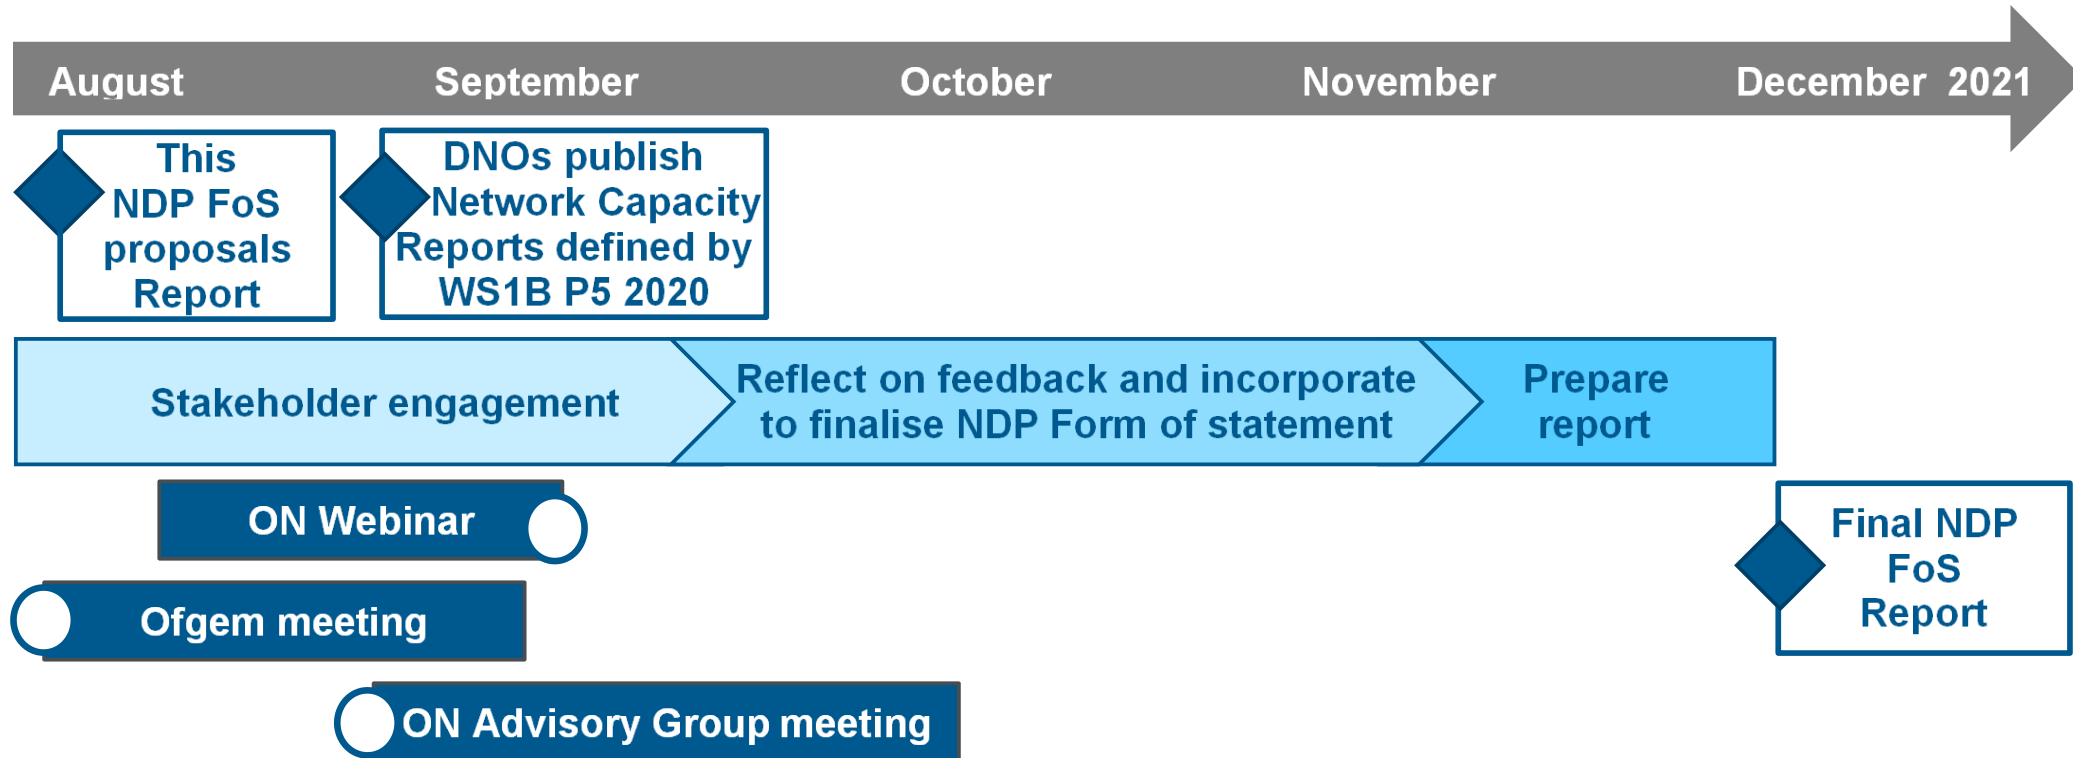 August September October November December 2021
This
NDP FoS
proposals
Report
DNOs publish
Network Capacity
Reports defined by
WS1B P5 2020
Stakeholder engagement
Reflect on feedback and incorporate
to finalise NDP Form of statement
Prepare
report
ON Webinar
Final NDP
FoS
Report
Ofgem meeting
ON Advisory Group meeting